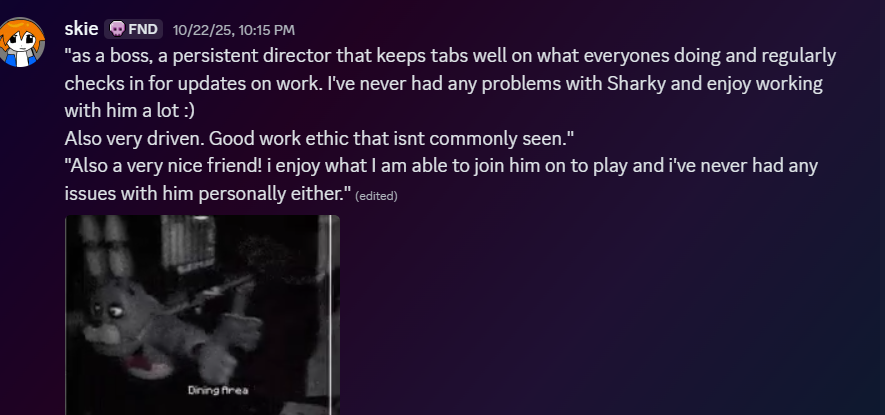 skie FND 10/22/25, 10:15 PM
"as a boss, a persistent director that keeps tabs well on what everyones doing and regularly
checks in for updates on work. I've never had any problems with Sharky and enjoy working
with him a lot :)
Also very driven. Good work ethic that isnt commonly seen."
"Also a very nice friend! i enjoy what I am able to join him on to play and i've never had any
issues with him personally either." (edited)
Dining Area